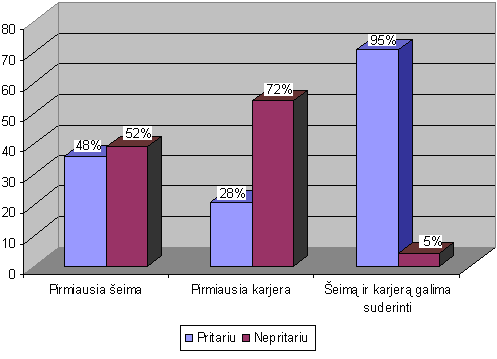 80
70
60
50
40
30
20
10
0
48%
52%
28%
72%
95%
5%
Pirmiausia šeima
Pirmiausia karjera
Šeimą ir karjerą galima
suderinti
Pritariu
Nepritariu